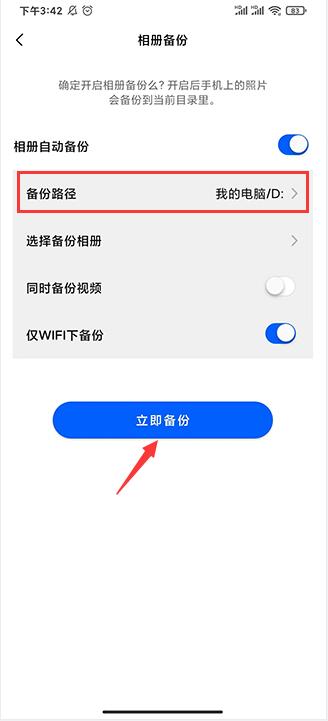 下午3:42
HD HD 83
相册备份
确定开启相册备份么?开启后手机上的照片
会备份到当前目录里。
相册自动备份
备份路径 我的电脑/D:
选择备份相册
同时备份视频
仅WIFI下备份
立即备份